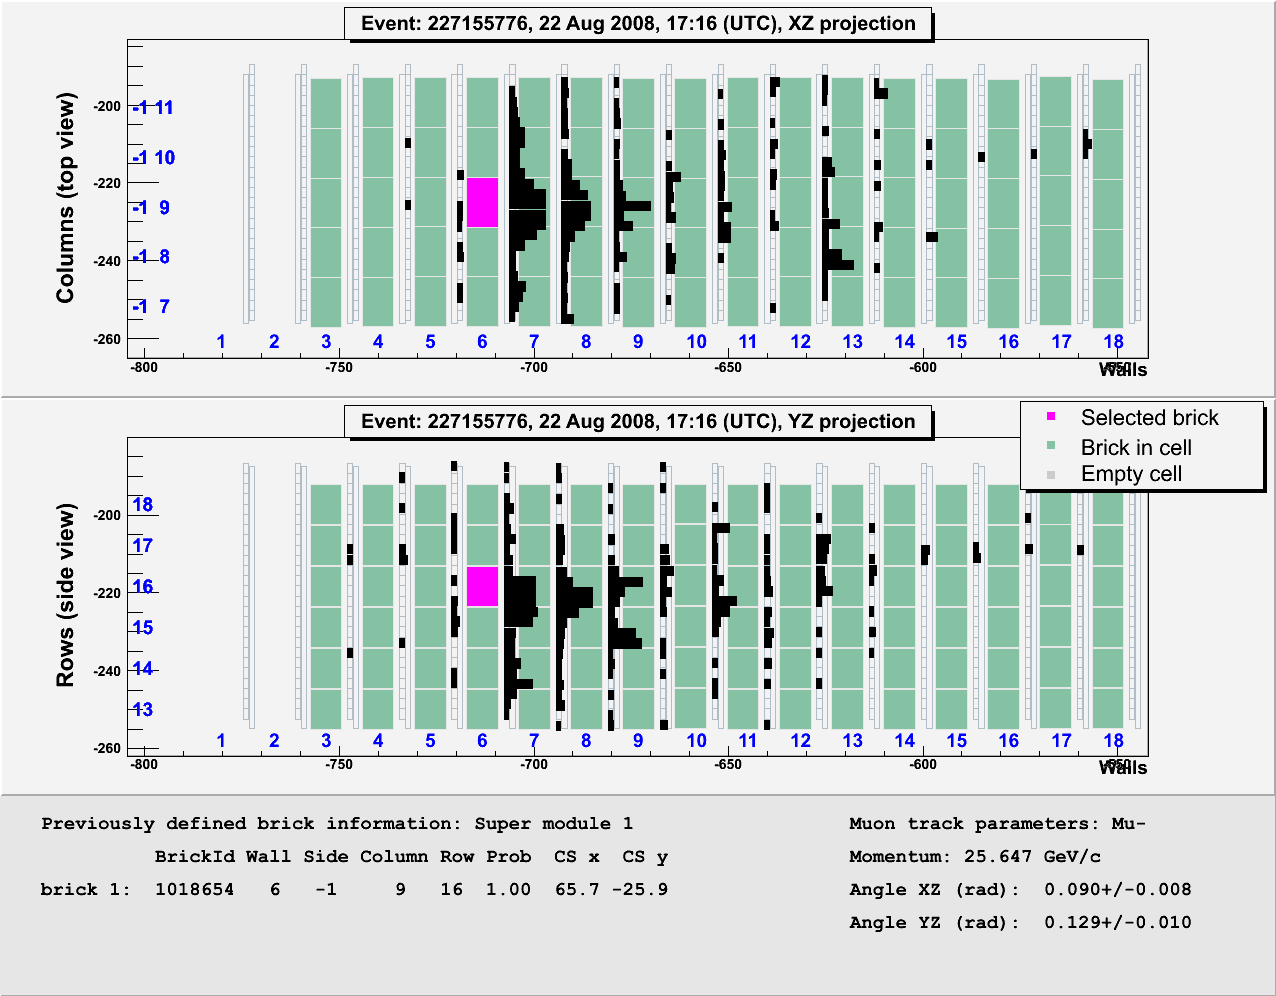 Event: 227155776, 22 Aug 2008, 17:16 (UTC), XZ projection
Columns (top view)
-200
-220
-240
-260
-1 11
-1 10
-1 9
-1 8
-1 7
1 2 3 4 5 6 7 8 9 10 11 12 13 14 15 16 17 18
-800 -750 -700 -650 -600 -550
Walls
Event: 227155776, 22 Aug 2008, 17:16 (UTC), YZ projection
Selected brick
Brick in cell
Empty cell
Rows (side view)
-200
-220
-240
-260
18
17
16
15
14
13
1 2 3 4 5 6 7 8 9 10 11 12 13 14 15 16 17 18
-800 -750 -700 -650 -600 -550
Walls
Previously defined brick information: Super module 1
BrickId Wall Side Column Row Prob CS x CS y
brick 1: 1018654 6 -1 9 16 1.00 65.7 -25.9
Muon track parameters: Mu-
Momentum: 25.647 GeV/c
Angle XZ (rad): 0.090+/-0.008
Angle YZ (rad): 0.129+/-0.010